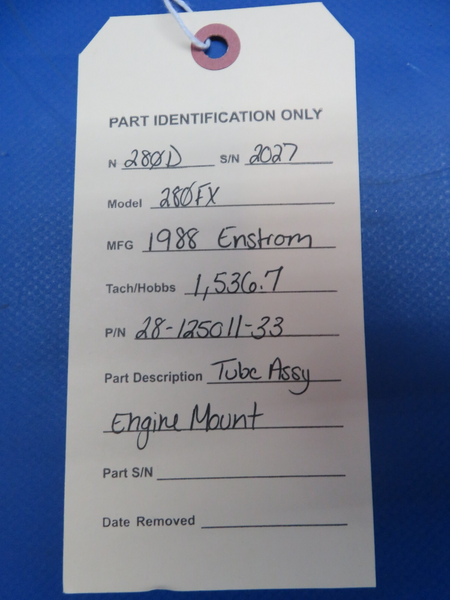 PART IDENTIFICATION ONLY
N 280D S/N 2027
Model 280FX
MFG 1988 Enstrom
Tach/Hobbs 1,536.7
P/N 28-125011-33
Part Description Tube Assy
Engine Mount
Part S/N
Date Removed